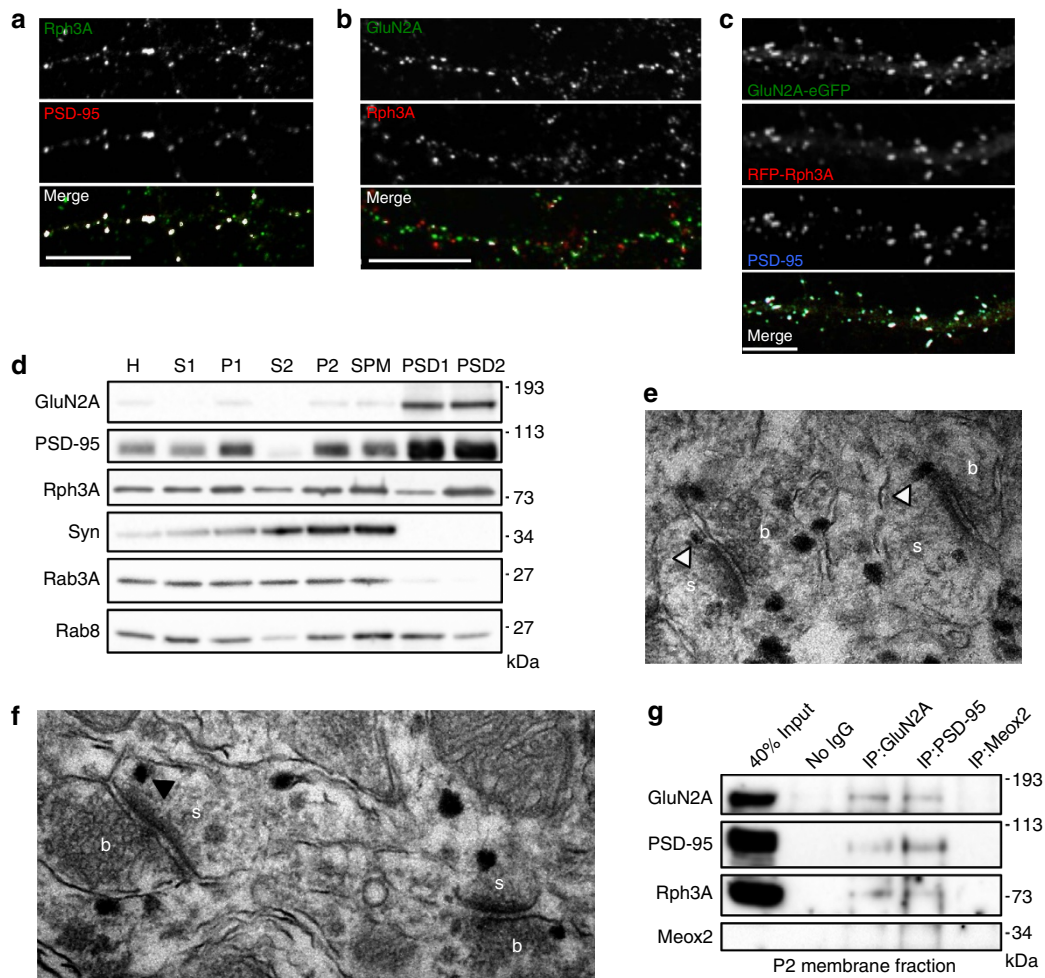 a
Rph3A
PSD-95
Merge
b
GluN2A
Rph3A
Merge
c
GluN2A-eGFP
RFP-Rph3A
PSD-95
Merge
d
H S1 P1 S2 P2 SPM PSD1 PSD2
GluN2A
- 193
PSD-95
- 113
Rph3A
- 73
Syn
- 34
Rab3A
- 27
Rab8
- 27
kDa
e
b
b
s
s
f
s
b
s
b
g
40% Input No IgG IP:GluN2A IP:PSD-95 IP:Meox2
GluN2A
-193
PSD-95
-113
Rph3A
-73
Meox2
-34
P2 membrane fraction kDa